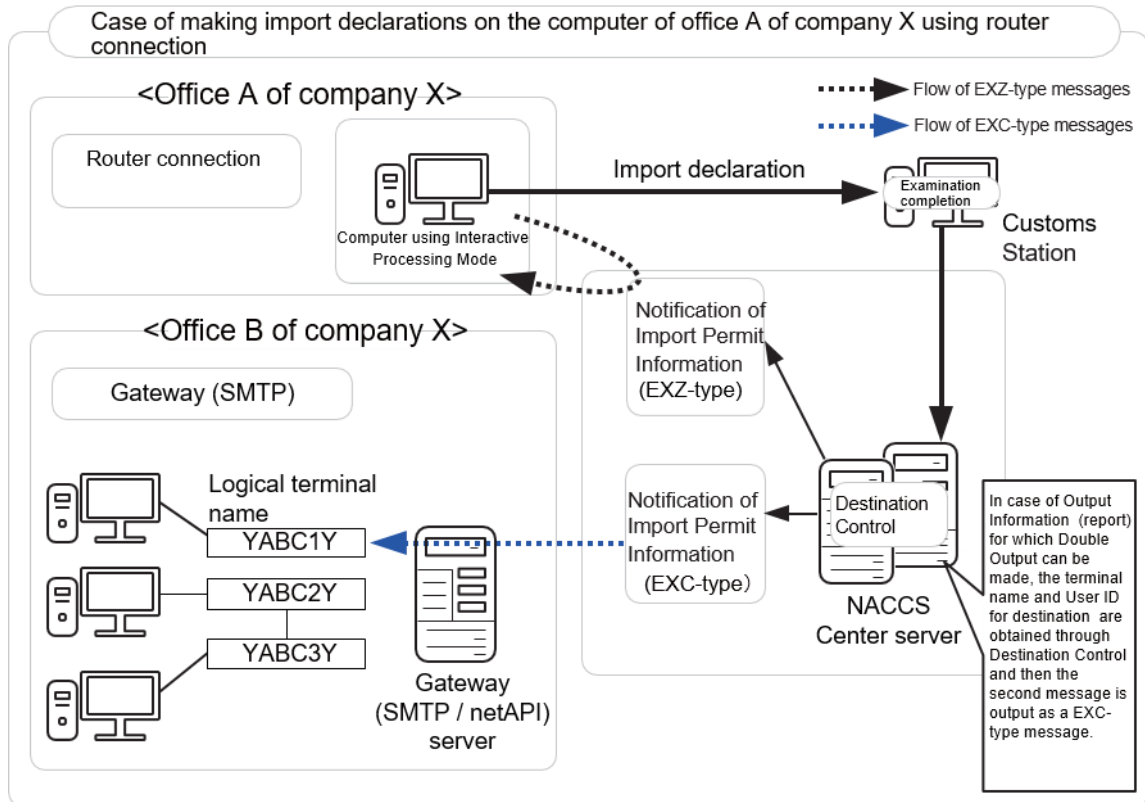 Case of making import declarations on the computer of office A of company X using router
connection
<Office A of company X>
Flow of EXZ-type messages
Flow of EXC-type messages
Router connection
Computer using Interactive
Processing Mode
Import declaration
Examination
completion
Customs
Station
<Office B of company X>
Gateway (SMTP)
Logical terminal
name
YABC1Y
YABC2Y
YABC3Y
Gateway
(SMTP / netAPI)
server
Notification of
Import Permit
Information
(EXZ-type)
Notification of
Import Permit
Information
(EXC-type)
Destination
Control
NACCS
Center server
In case of Output
Information (report)
for which Double
Output can be
made, the terminal
name and User ID
for destination are
obtained through
Destination Control
and then the
second message is
output as a EXC-
type message.